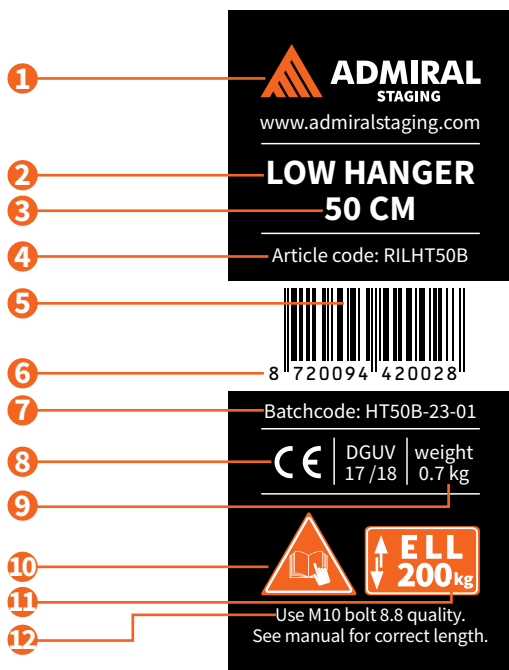 1
ADMIRAL
STAGING
www.admiralstaging.com
2
LOW HANGER
3
50 CM
4
Article code: RILHT50B
5
6
8 720094 420028
7
Batchcode: HT50B-23-01
8
CE
DGUV
17/18
weight
0.7 kg
9
10
ELL
200kg
11
12
Use M10 bolt 8.8 quality.
See manual for correct length.